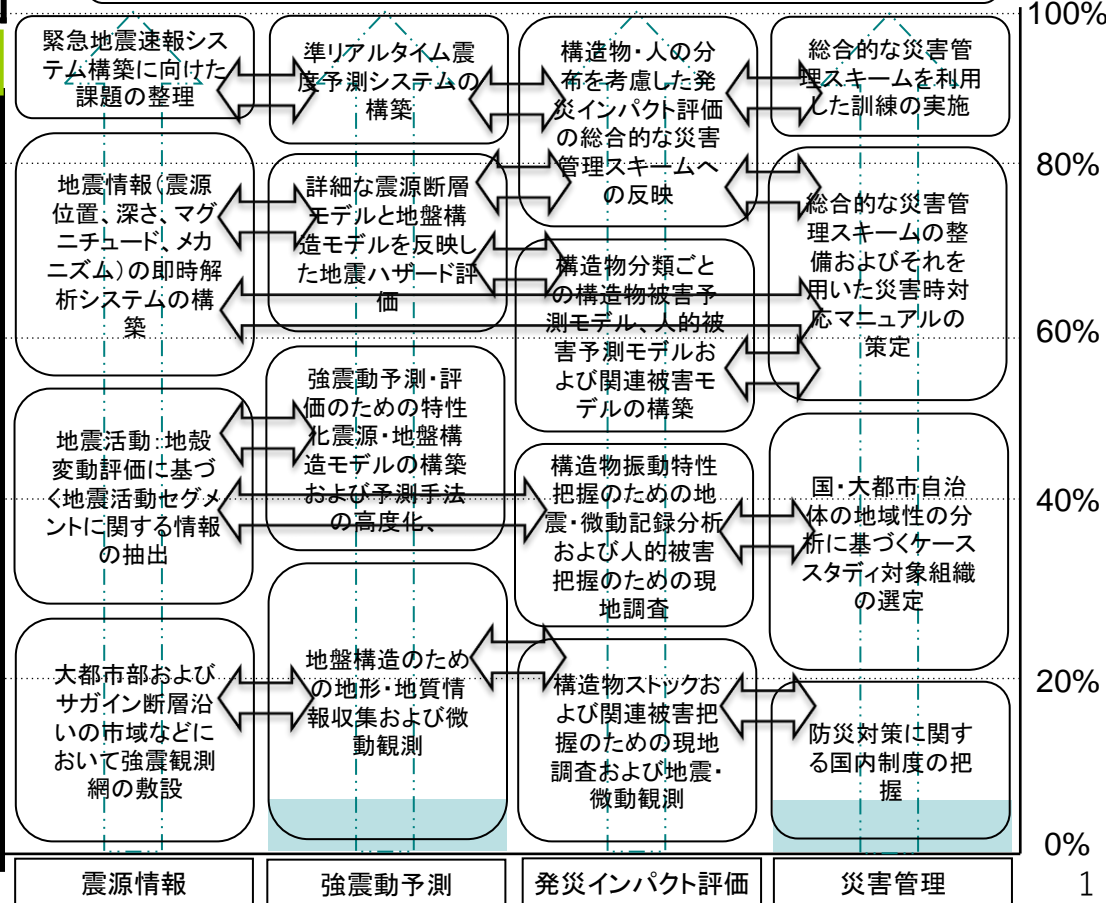 100%
緊急地震速報シス
テム構築に向けた
課題の整理
準リアルタイム震
度予測システムの
構築
構造物・人の分
布を考慮した発
災インパクト評価
の総合的な災害
管理スキームへ
の反映
総合的な災害管
理スキームを利用
した訓練の実施
80%
地震情報(震源
位置、深さ、マグ
ニチュード、メカ
ニズム)の即時解
析システムの構
築
詳細な震源断層
モデルと地盤構
造モデルを反映し
た地震ハザード評
価
構造物分類ごと
の構造物被害予
測モデル、人的被
害予測モデルお
よび関連被害モ
デルの構築
総合的な災害管
理スキームの整
備およびそれを
用いた災害時対
応マニュアルの
策定
60%
地震活動・地殻
変動評価に基づ
く地震活動セグメ
ントに関する情報
の抽出
強震動予測・評
価のための特性
化震源・地盤構
造モデルの構築
および予測手法
の高度化、
構造物振動特性
把握のための地
震・微動記録分析
および人的被害
把握のための現
地調査
国・大都市自治
体の地域性の分
析に基づくケース
スタディ対象組織
の選定
40%
大都市部および
サガイン断層沿
いの市域などに
おいて強震観測
網の敷設
地盤構造のため
の地形・地質情
報収集および微
動観測
構造物ストックお
よび関連被害把
握のための現地
調査および地震・
微動観測
防災対策に関す
る国内制度の把
握
20%
0%
震源情報
強震動予測
発災インパクト評価
災害管理
1